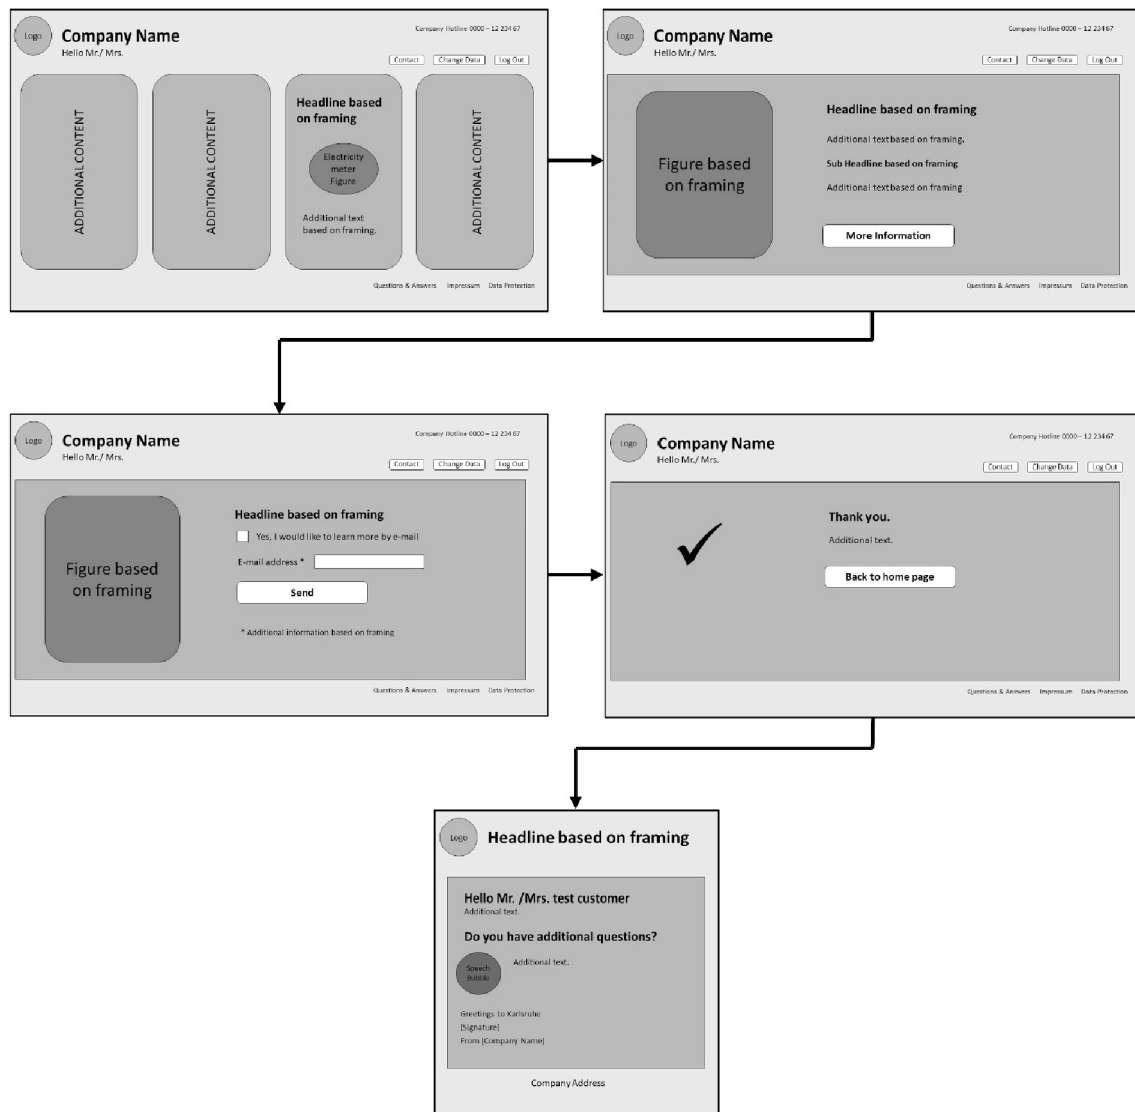 Logo
Company Name
Hello Mr./ Mrs.
Company Hotline 0000 – 12 234 67
Contact
Change Data
Log Out
ADDITIONAL CONTENT
ADDITIONAL CONTENT
Headline based
on framing
Electricity
meter
Figure
Additional text
based on framing.
ADDITIONAL CONTENT
Questions & Answers
Impressum
Data Protection
Logo
Company Name
Hello Mr./ Mrs.
Company Hotline 0000 – 12 234 67
Contact
Change Data
Log Out
Figure based
on framing
Headline based on framing
Additional text based on framing.
Sub Headline based on framing
Additional text based on framing
More Information
Questions & Answers
Impressum
Data Protection
Logo
Company Name
Hello Mr./ Mrs.
Company Hotline 0000 – 12 234 67
Contact
Change Data
Log Out
Figure based
on framing
Headline based on framing
Yes, I would like to learn more by e-mail
E-mail address *
Send
* Additional information based on framing
Questions & Answers
Impressum
Data Protection
Logo
Company Name
Hello Mr./ Mrs.
Company Hotline 0000 – 12 234 67
Contact
Change Data
Log Out
Thank you.
Additional text.
Back to home page
Questions & Answers
Impressum
Data Protection
Logo
Headline based on framing
Hello Mr. /Mrs. test customer
Additional text.
Do you have additional questions?
Speech
Bubble
Additional text.
Greetings to Karlsruhe
[Signature]
From [Company Name]
Company Address